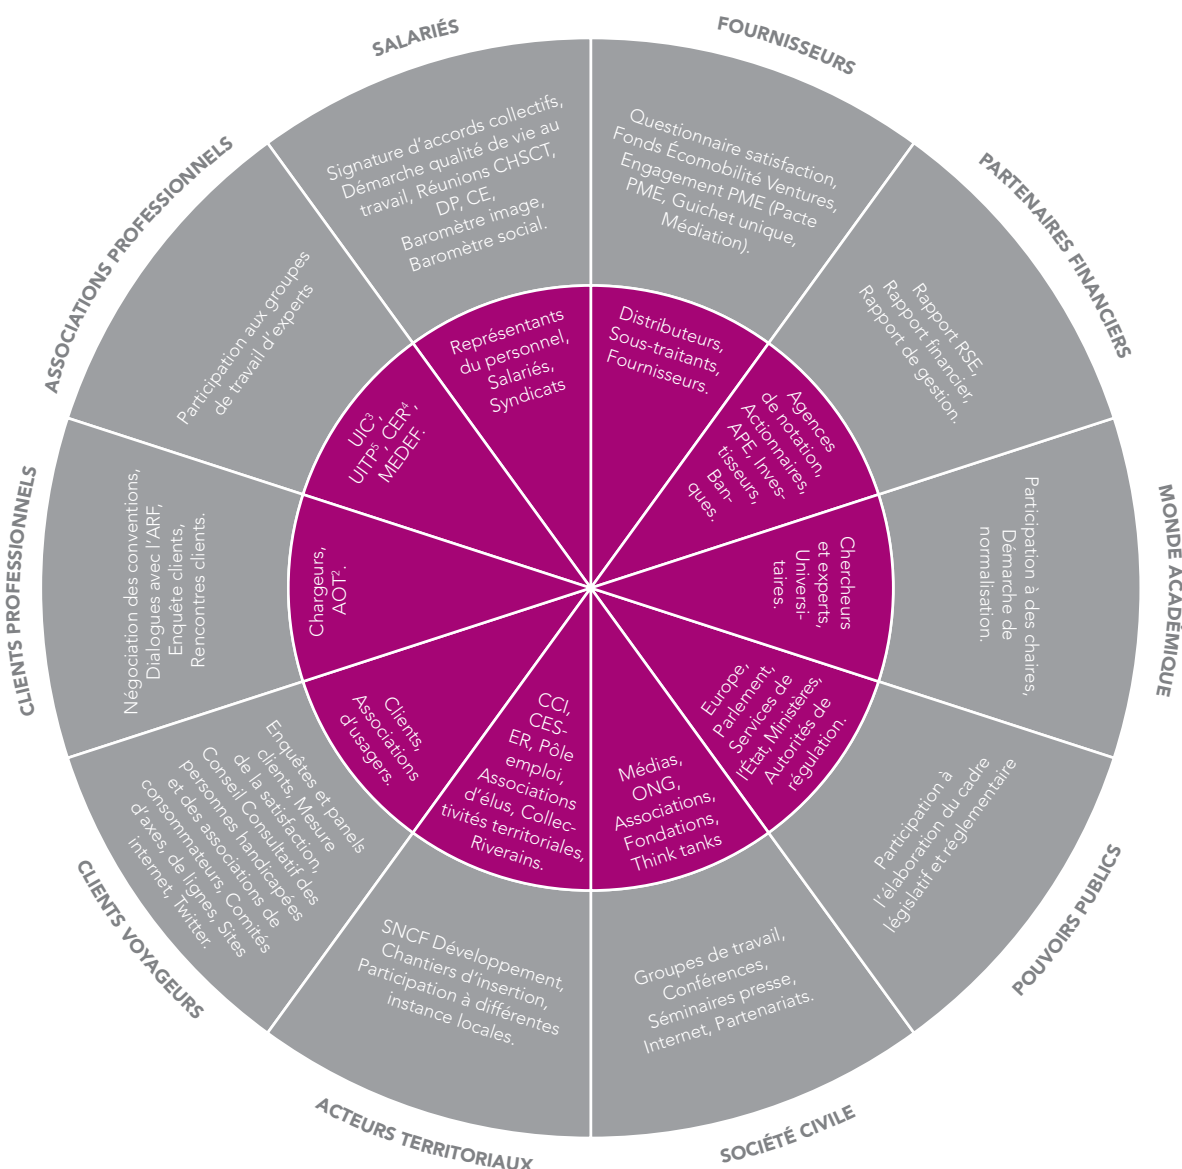 FOURNISSEURS
Questionnaire satisfaction,
Fonds Écomobilité Ventures,
Engagement PME (Pacte
PME, Guichet unique,
Médiation).
Distributeurs,
Sous-traitants,
Fournisseurs.
PARTENAIRES FINANCIERS
Rapport RSE,
Rapport financier,
Rapport de gestion.
Agences
de notation,
Actionnaires,
APE, Inves-
tisseurs,
Ban-
ques.
MONDE ACADÉMIQUE
Participation à des chaires,
Démarche de
normalisation.
Chercheurs
et experts,
Universi-
taires.
POUVOIRS PUBLICS
Participation à
l'élaboration du cadre
législatif et réglementaire
Europe,
Parlement,
Services de
l'État, Ministères,
Autorités de
régulation.
SOCIÉTÉ CIVILE
Groupes de travail,
Conférences,
Séminaires presse,
Internet, Partenariats.
Médias,
ONG,
Associations,
Fondations,
Think tanks
ACTEURS TERRITORIAUX
SNCF Développement,
Chantiers d'insertion,
Participation à différentes
instance locales.
CCI,
CES-
ER, Pôle
emploi,
Associations
d'élus, Collec-
tivités territoriales,
Riverains.
CLIENTS VOYAGEURS
Enquêtes et panels
clients, Mesure
de la satisfaction,
Conseil Consultatif des
personnes handicapées
et des associations de
consommateurs, Comités
d'axes, de lignes, Sites
internet, Twitter.
Clients,
Associations
d'usagers.
CLIENTS PROFESSIONNELS
Négociation des conventions,
Dialogues avec l'ARF,
Enquête clients,
Rencontres clients.
Chargeurs,
AOT².
ASSOCIATIONS PROFESSIONNELS
Participation aux groupes
de travail d'experts
UIC³,
UITP⁵, CER⁴,
MEDEF.
SALARIÉS
Signature d'accords collectifs,
Démarche qualité de vie au
travail, Réunions CHSCT,
DP, CE,
Baromètre image,
Baromètre social.
Représentants
du personnel,
Salariés,
Syndicats